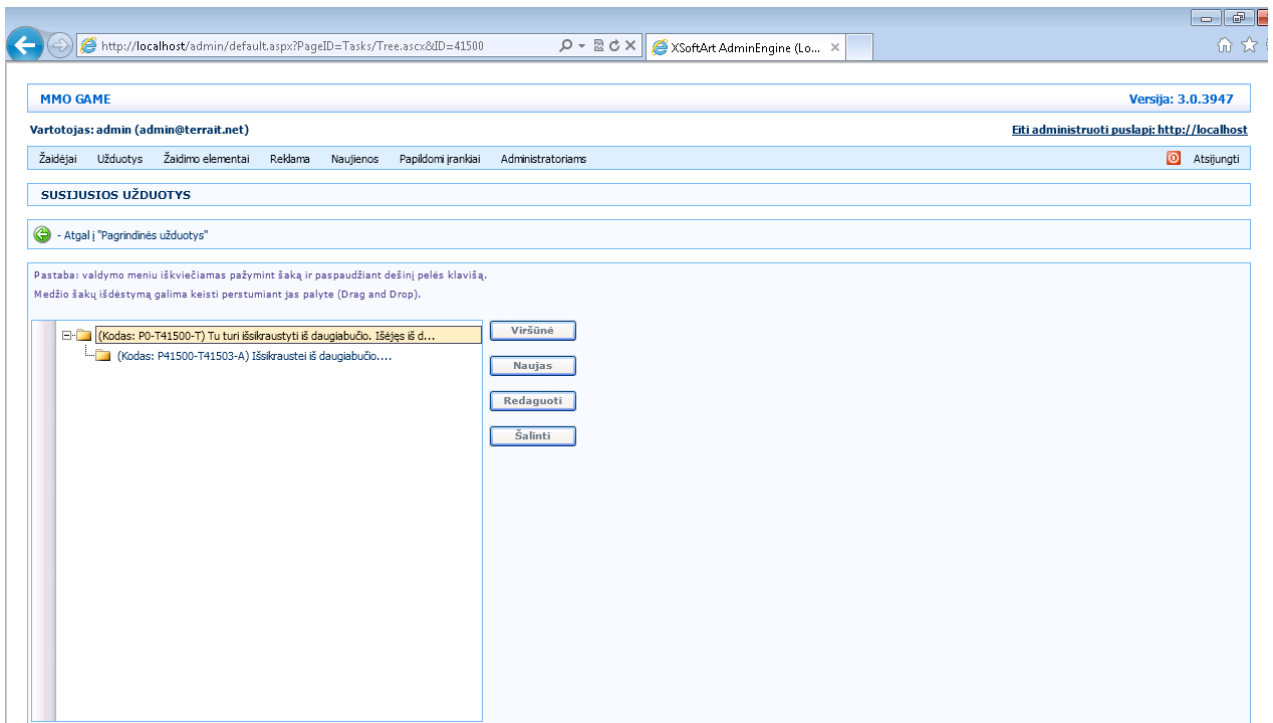 http://localhost/admin/default.aspx?PageID=Tasks/Tree.ascx&ID=41500
XSoftArt AdminEngine (Lo...
MMO GAME
Versija: 3.0.3947
Vartotojas: admin (admin@terrait.net)
Eiti administruoti puslapį: http://localhost
Žaidėjai Užduotys Žaidimo elementai Reklama Naujienos Papildomi įrankiai Administratoriams
Atsijungti
SUSIJUSIOS UŽDUOTYS
- Atgal į "Pagrindinės užduotys"
Pastaba: valdymo meniu iškviečiamas pažymint šaką ir paspaudžiant dešinį pelės klavišą.
Medžio šakų išdėstymą galima keisti perstumiant jas palyte (Drag and Drop).
(Kodas: P0-T41500-T) Tu turi išsikraustyti iš daugiabučio. Išėjęs iš d...
(Kodas: P41500-T41503-A) Išsikraustei iš daugiabučio....
Viršūnė
Naujas
Redaguoti
Šalinti